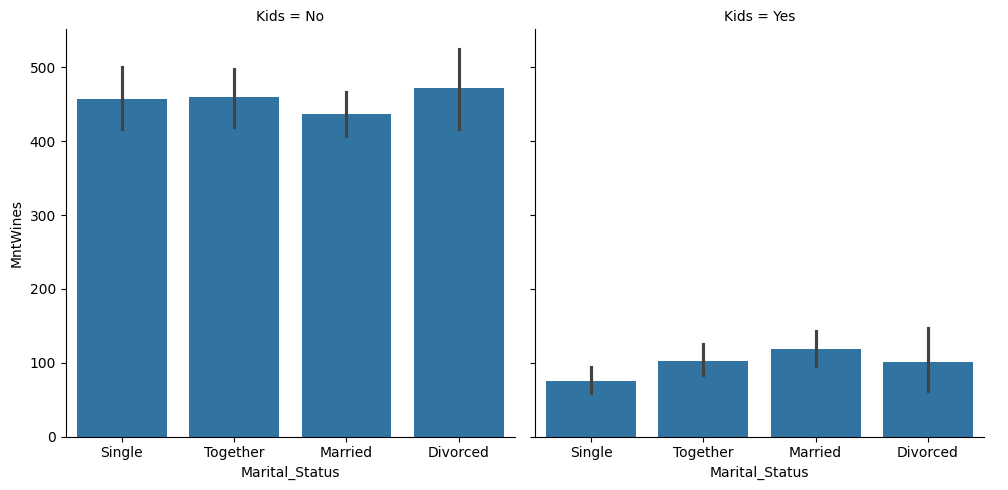 Kids = No
Kids = Yes
MntWines
500
400
300
200
100
0
Single Together Married Divorced
Marital_Status
Single Together Married Divorced
Marital_Status